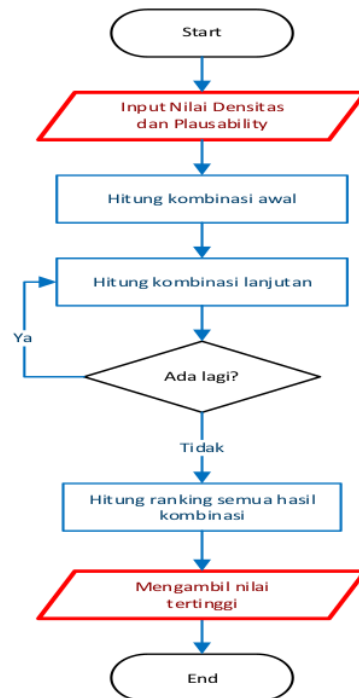 Start
Input Nilai Densitas
dan Plausability
Hitung kombinasi awal
Hitung kombinasi lanjutan
Ya
Ada lagi?
Tidak
Hitung ranking semua hasil
kombinasi
Mengambil nilai
tertinggi
End